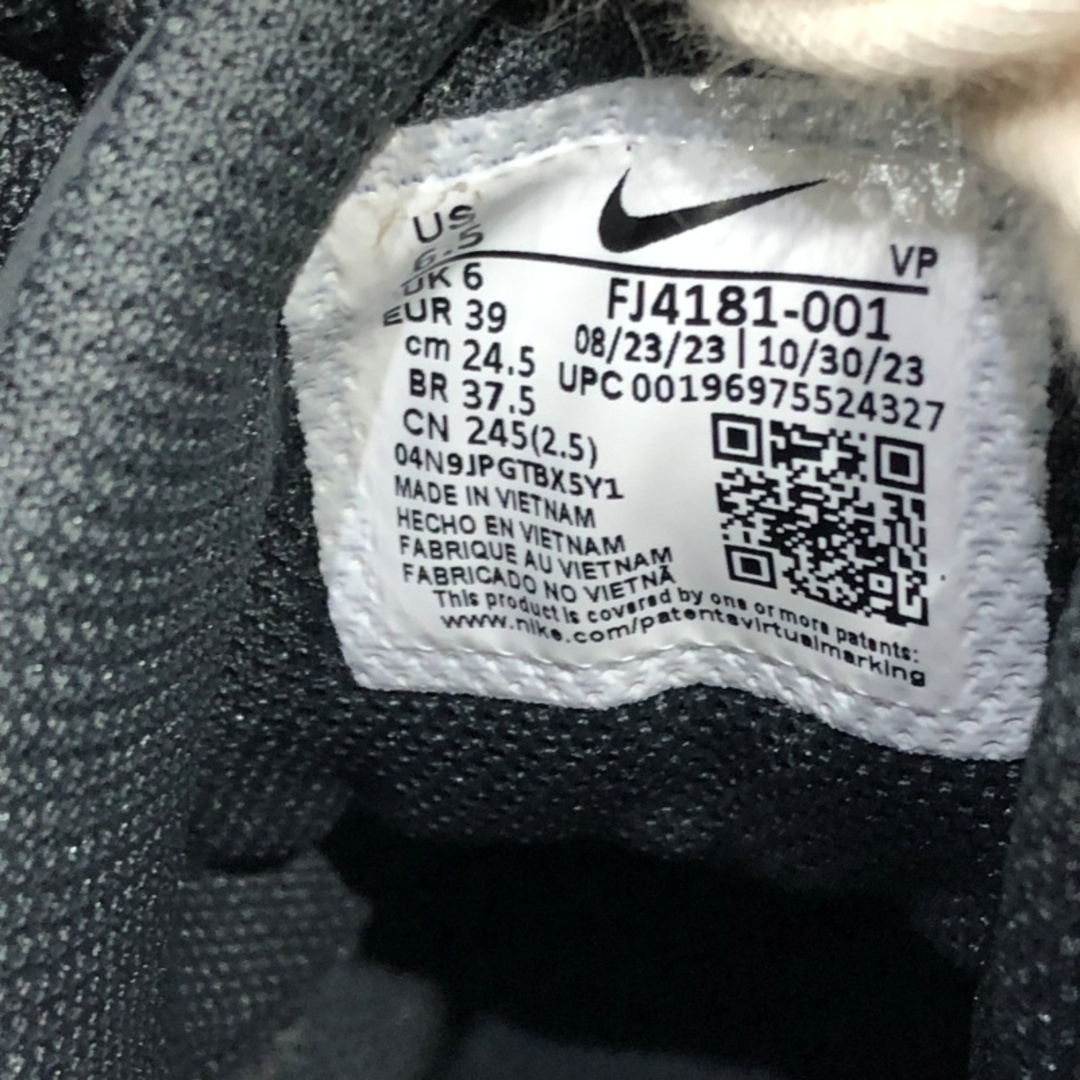 US 6.5
UK 6
EUR 39
cm 24.5
BR 37.5
CN 245(2.5)
VP
FJ4181-001
08/23/23 | 10/30/23
UPC 00196975524327
04N9JPGTBX5Y1
MADE IN VIETNAM
HECHO EN VIETNAM
FABRIQUE AU VIETNAM
FABRICADO NO VIETNÃ
This product is covered by one or more patents:
www.nike.com/patentsvirtualmarking